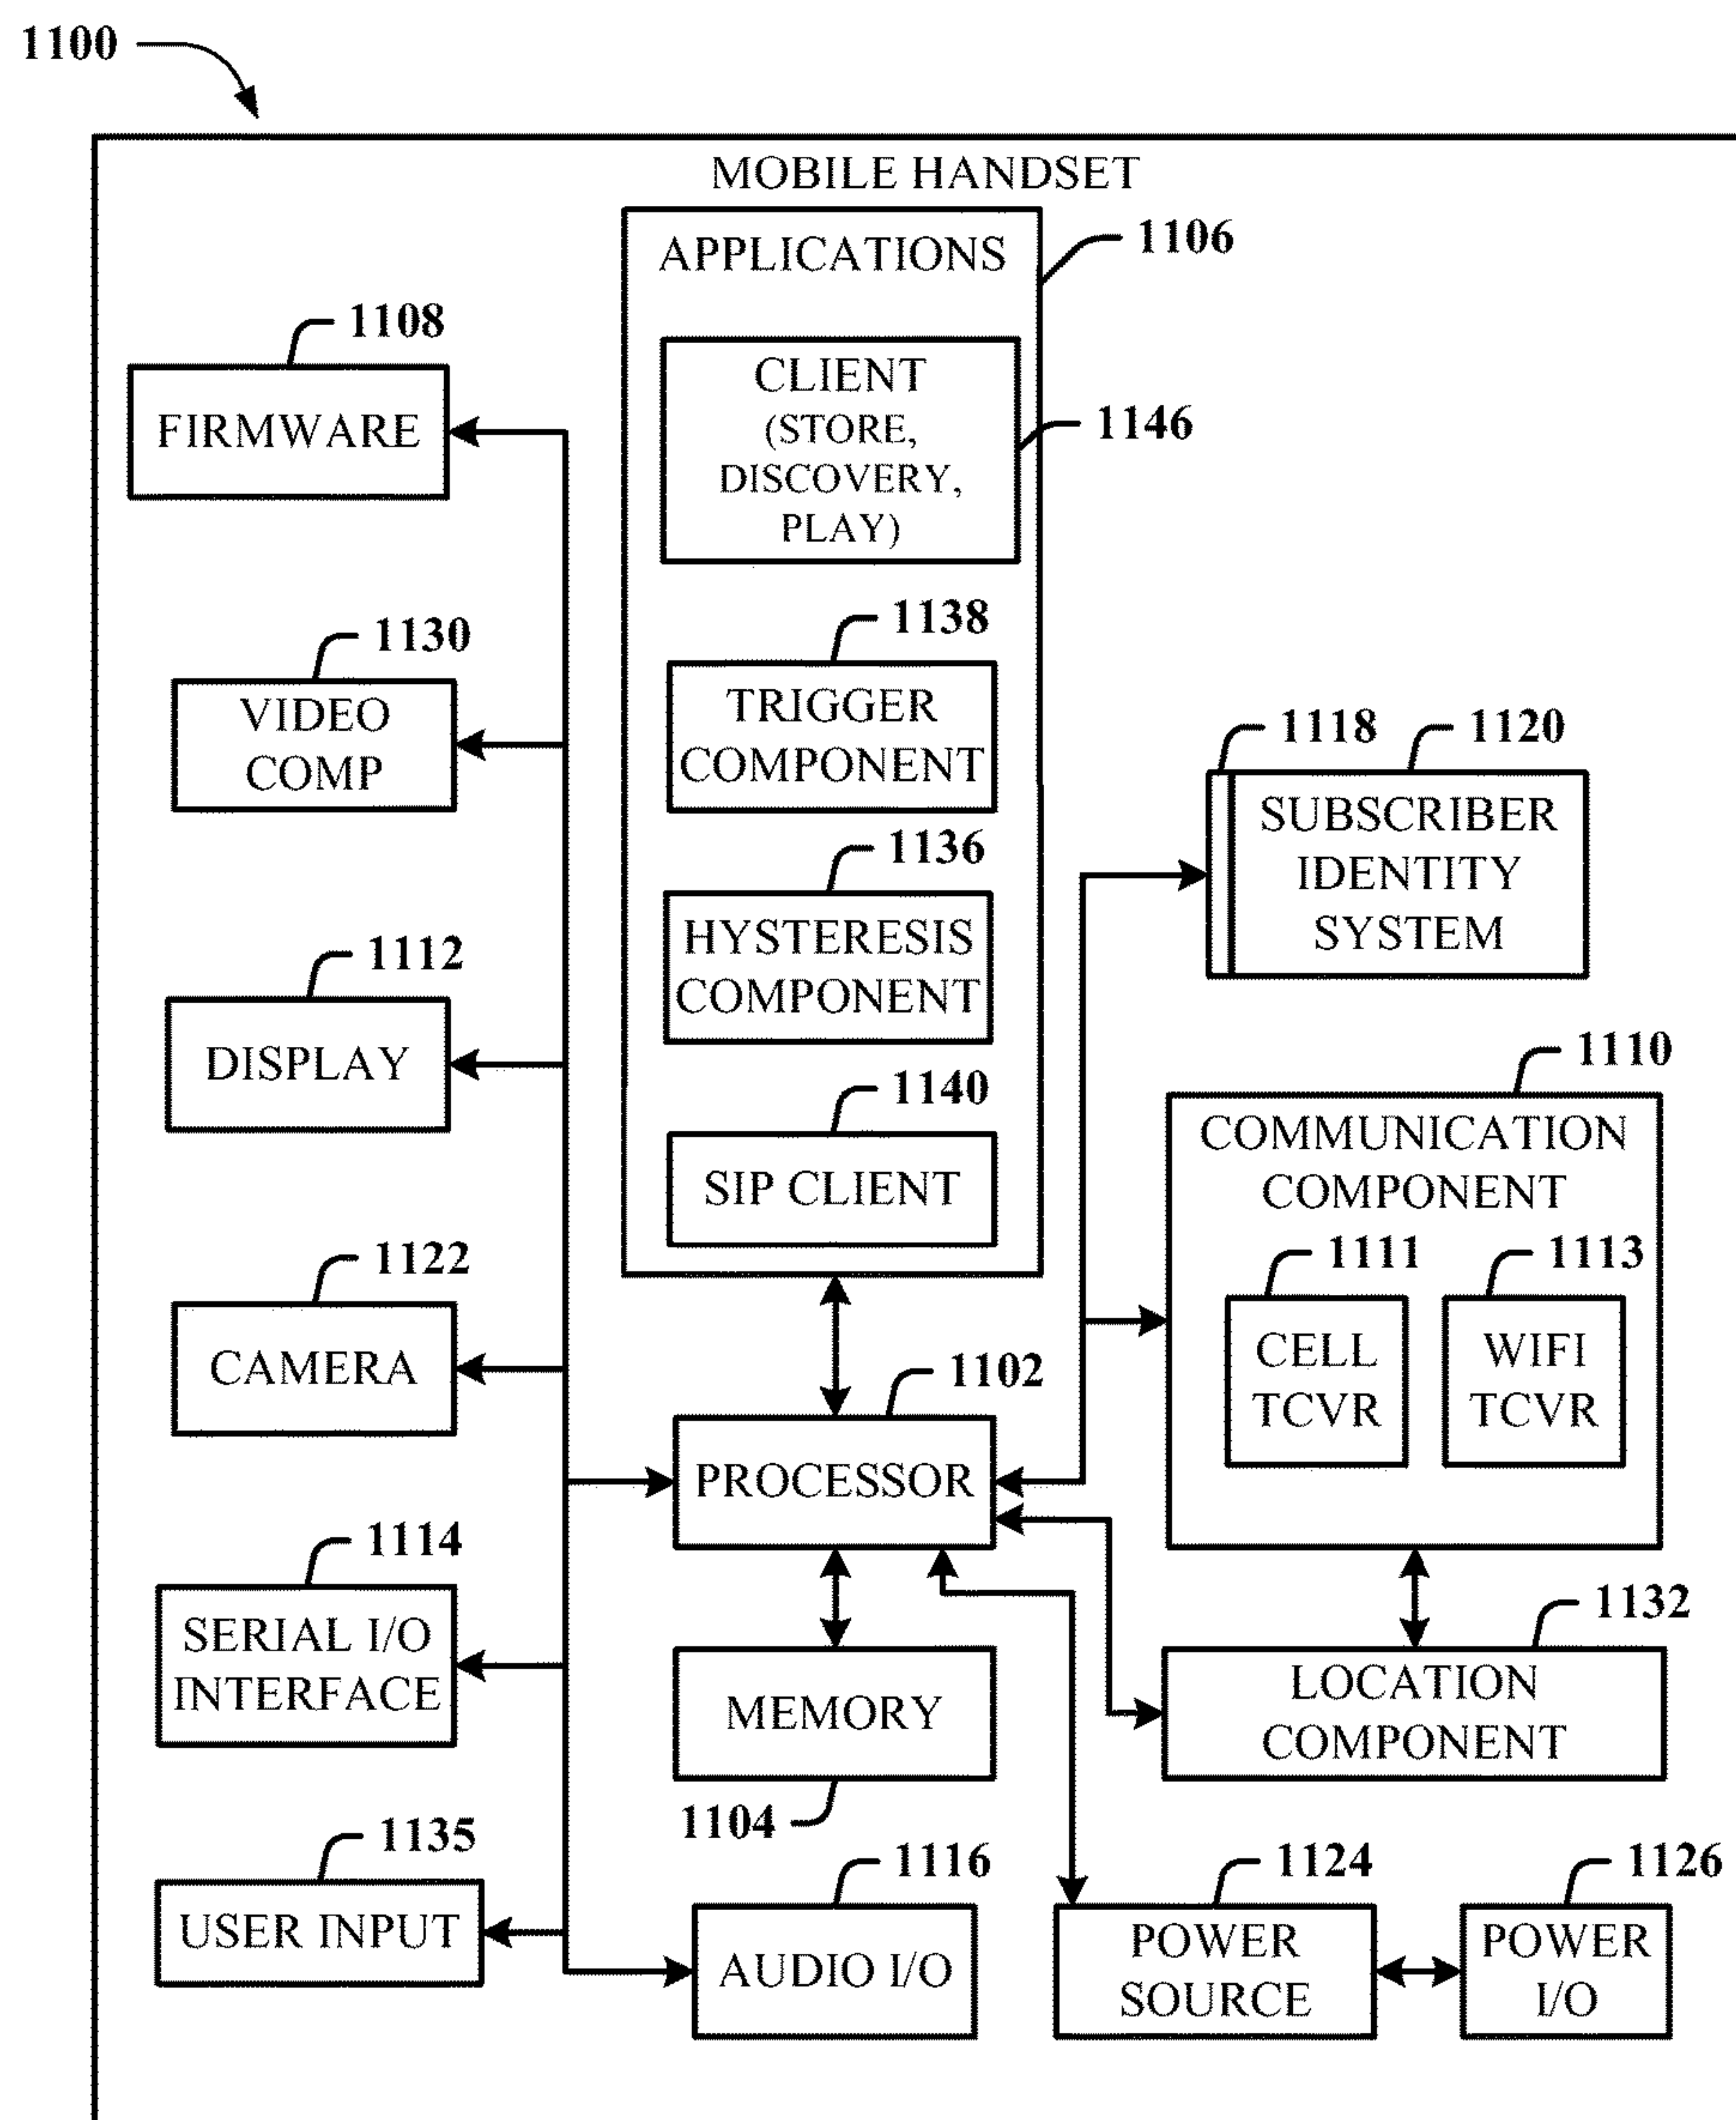 1100
MOBILE HANDSET
APPLICATIONS
1106
CLIENT
(STORE,
DISCOVERY,
PLAY)
1146
1138
TRIGGER
COMPONENT
1136
HYSTERESIS
COMPONENT
1140
SIP CLIENT
1108
FIRMWARE
1130
VIDEO
COMP
1112
DISPLAY
1122
CAMERA
1114
SERIAL I/O
INTERFACE
1135
USER INPUT
1102
PROCESSOR
MEMORY
1104
1116
AUDIO I/O
1118
1120
SUBSCRIBER
IDENTITY
SYSTEM
1110
COMMUNICATION
COMPONENT
1111
CELL
TCVR
1113
WIFI
TCVR
1132
LOCATION
COMPONENT
1124
POWER
SOURCE
1126
POWER
I/O